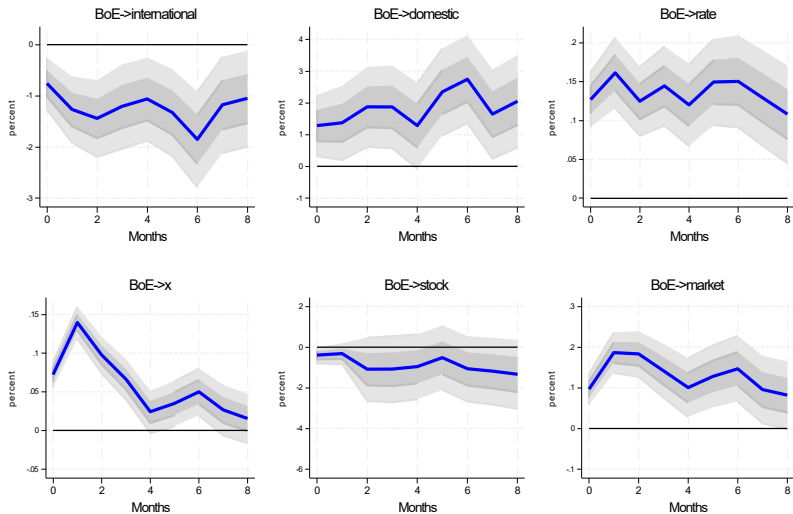 BoE->international
BoE->domestic
BoE->rate
0
-1
-2
-3
percent
0 2 4 6 8
Months
4
3
2
1
0
-1
percent
0 2 4 6 8
Months
.2
.15
.1
.05
0
percent
0 2 4 6 8
Months
BoE->x
BoE->stock
BoE->market
.15
.1
.05
0
-.05
percent
0 2 4 6 8
Months
2
0
-2
-4
-6
percent
0 2 4 6 8
Months
.3
.2
.1
0
-.1
percent
0 2 4 6 8
Months